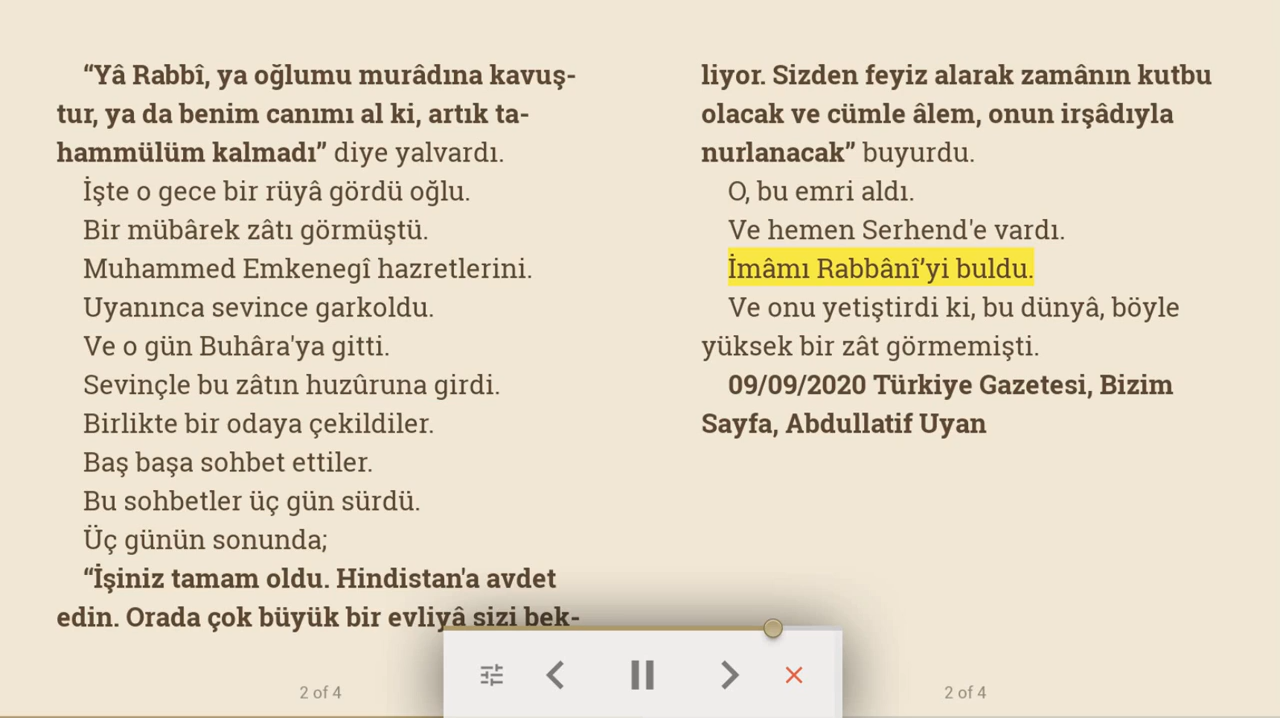 “Yâ Rabbî, ya oğlumu murâdına kavuş-
tur, ya da benim canımı al ki, artık ta-
hammülüm kalmadı” diye yalvardı.
İşte o gece bir rüyâ gördü oğlu.
Bir mübârek zâtı görmüştü.
Muhammed Emkenegî hazretlerini.
Uyanınca sevince garkoldu.
Ve o gün Buhâra'ya gitti.
Sevinçle bu zâtın huzûruna girdi.
Birlikte bir odaya çekildiler.
Baş başa sohbet ettiler.
Bu sohbetler üç gün sürdü.
Üç günün sonunda;
“İşiniz tamam oldu. Hindistan'a avdet
edin. Orada çok büyük bir evliyâ sizi bek-
2 of 4
liyor. Sizden feyiz alarak zamânın kutbu
olacak ve cümle âlem, onun irşâdıyla
nurlanacak” buyurdu.
O, bu emri aldı.
Ve hemen Serhend'e vardı.
İmâmı Rabbânî’yi buldu.
Ve onu yetiştirdi ki, bu dünyâ, böyle
yüksek bir zât görmemişti.
09/09/2020 Türkiye Gazetesi, Bizim
Sayfa, Abdullatif Uyan
2 of 4